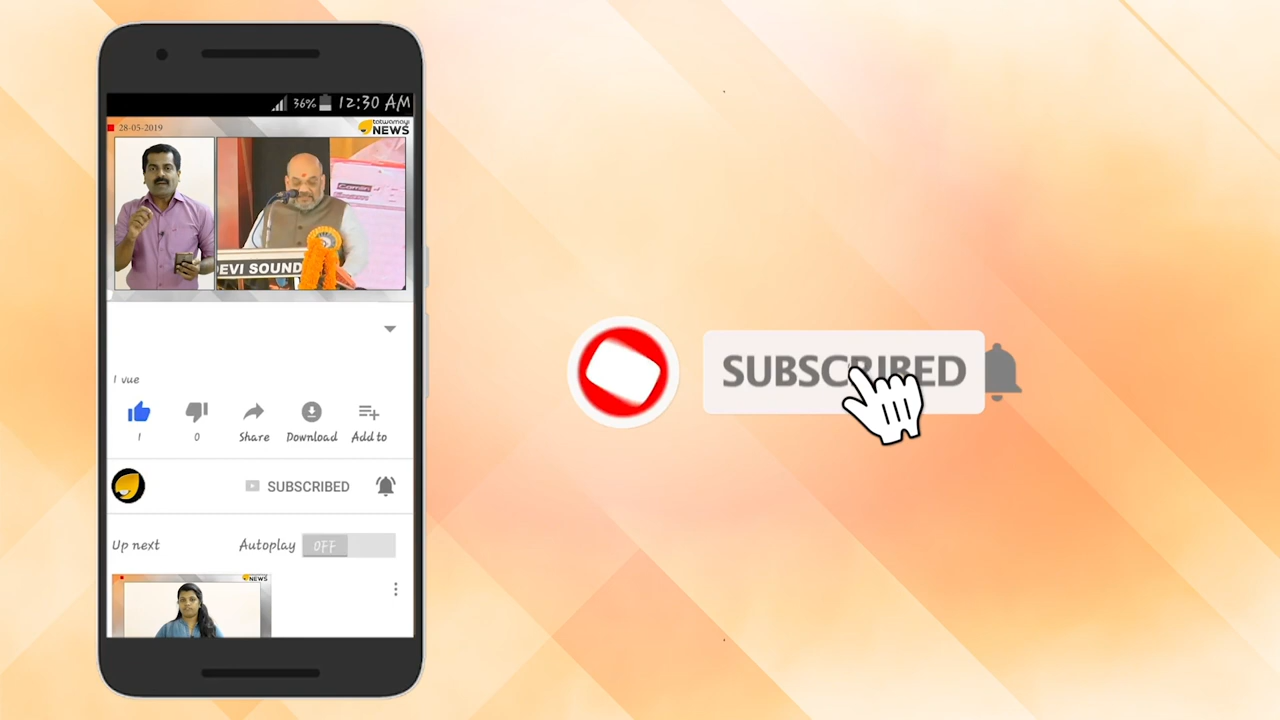 36% 12:30 AM
28-05-2019
tatwamayi
NEWS
DEVI SOUND
1 vue
1
0
Share
Download
Add to
SUBSCRIBED
Up next
Autoplay
OFF
NEWS
SUBSCRIBED